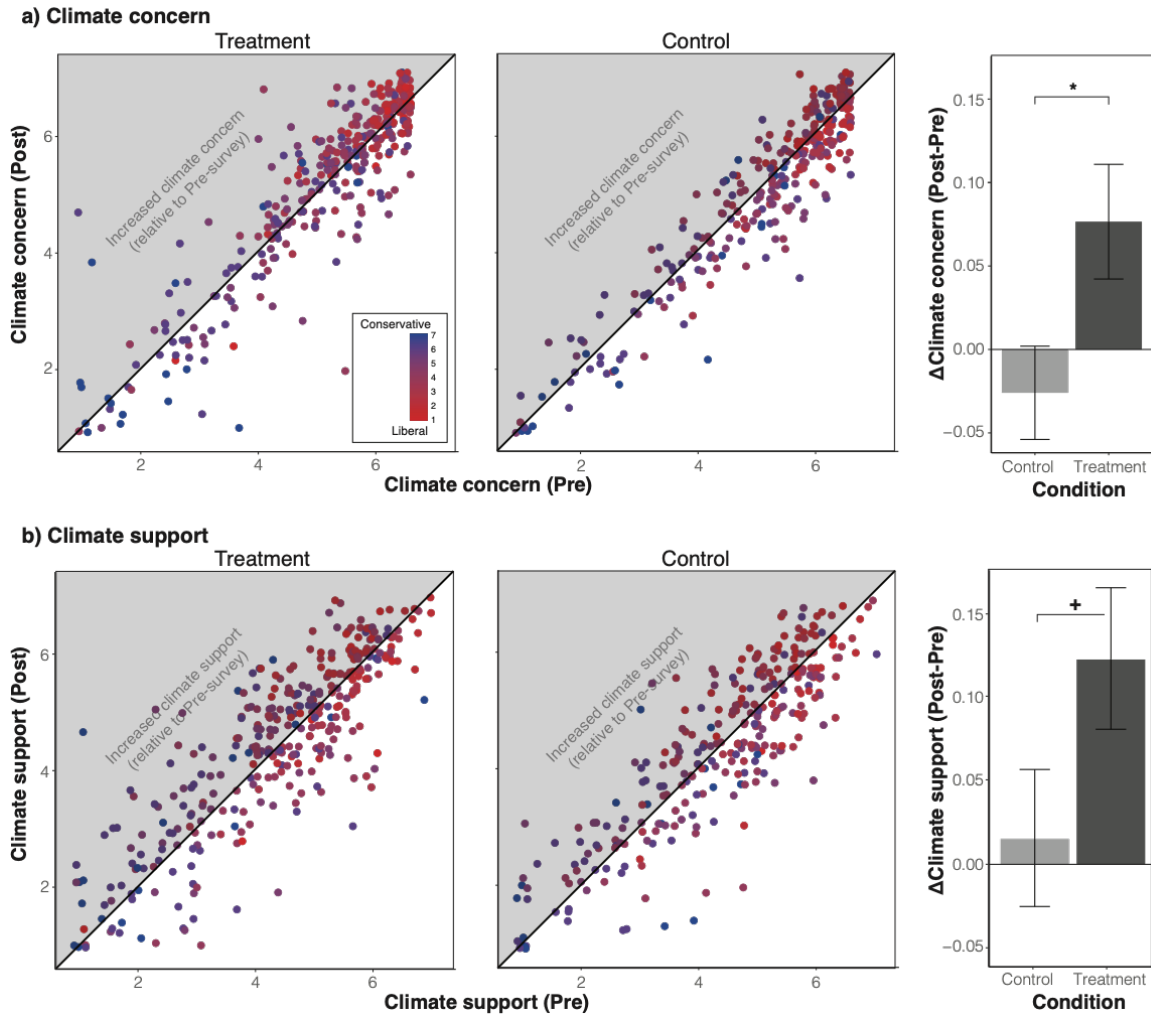 a) Climate concern
Treatment
Control
Climate concern (Post)
6
4
2
Increased climate concern
(relative to Pre-survey)
Conservative
7
6
5
4
3
2
1
Liberal
2
4
6
Increased climate concern
(relative to Pre-survey)
2
4
6
Climate concern (Pre)
ΔClimate concern (Post-Pre)
0.15
0.10
0.05
0.00
−0.05
*
Control
Treatment
Condition
b) Climate support
Treatment
Control
Climate support (Post)
6
4
2
Increased climate support
(relative to Pre-survey)
2
4
6
Increased climate support
(relative to Pre-survey)
2
4
6
Climate support (Pre)
ΔClimate support (Post-Pre)
0.15
0.10
0.05
0.00
−0.05
+
Control
Treatment
Condition